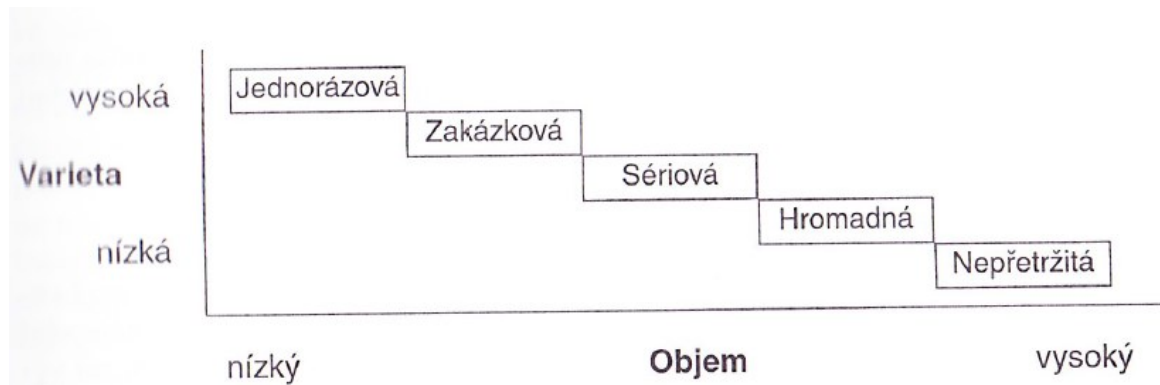 vysoká
Jednorázová
Zakázková
Varieta
Sériová
Hromadná
nízká
Nepřetržitá
nízký
Objem
vysoký